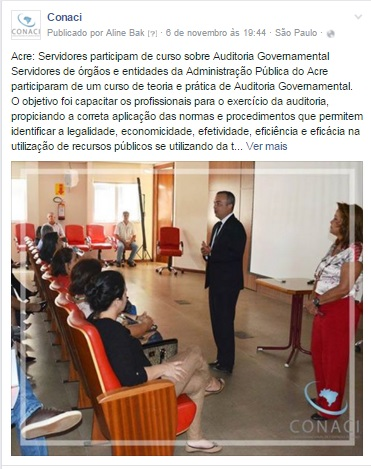 CONACI
Conaci
Publicado por Aline Bak [?] · 6 de novembro às 19:44 · São Paulo ·
Acre: Servidores participam de curso sobre Auditoria Governamental
Servidores de órgãos e entidades da Administração Pública do Acre
participaram de um curso de teoria e prática de Auditoria Governamental.
O objetivo foi capacitar os profissionais para o exercício da auditoria,
propiciando a correta aplicação das normas e procedimentos que permitem
identificar a legalidade, economicidade, efetividade, eficiência e eficácia na
utilização de recursos públicos se utilizando da t... Ver mais
CONACI
CONACI